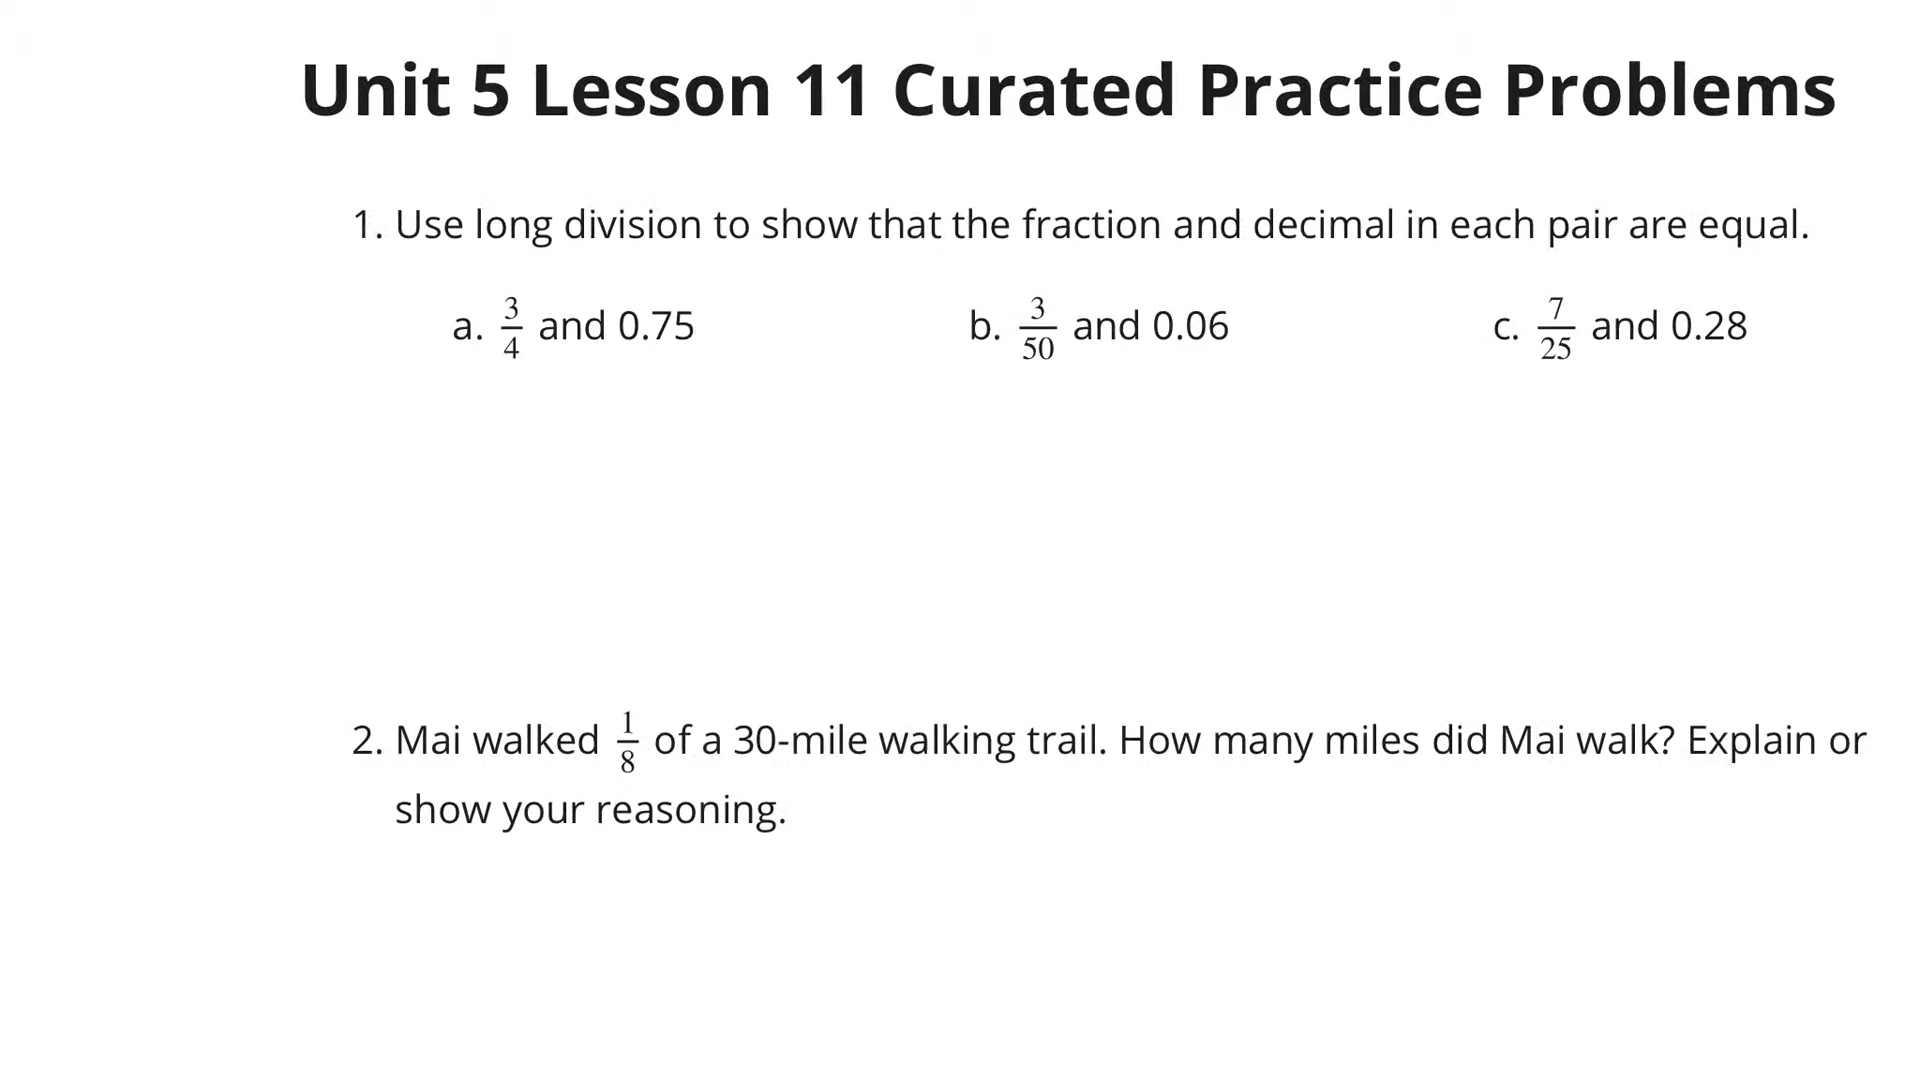 Unit 5 Lesson 11 Curated Practice Problems
1. Use long division to show that the fraction and decimal in each pair are equal.
a. 3/4 and 0.75 b. 3/50 and 0.06 c. 7/25 and 0.28
2. Mai walked 1/8 of a 30-mile walking trail. How many miles did Mai walk? Explain or
show your reasoning.